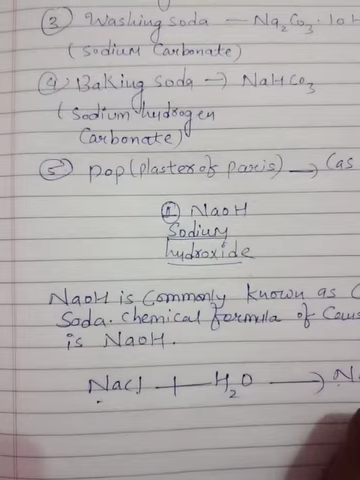 ③ Washing soda — Na₂Co₃·10H
(Sodium Carbonate)
④ Baking Soda → NaHCo₃
(Sodium hydrogen
Carbonate)
⑤ pop (plaster of paris) → Cas
① NaoH
Sodium
hydroxide
NaoH is Commonly known as C
Soda. Chemical formula of Caus
is NaoH.
Nacl + H₂O → N